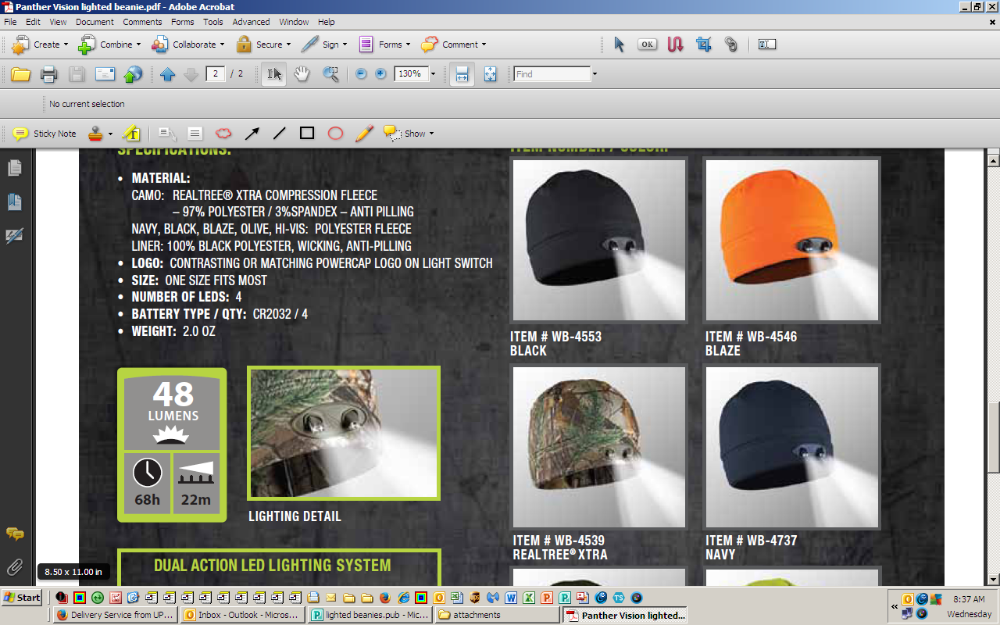 Panther Vision lighted beanie.pdf - Adobe Acrobat
File Edit View Document Comments Forms Tools Advanced Window Help
Create Combine Collaborate Secure Sign Forms Comment OK
2 / 2 130% Find
No current selection
Sticky Note Show
SPECIFICATIONS:
• MATERIAL:
CAMO: REALTREE® XTRA COMPRESSION FLEECE
– 97% POLYESTER / 3%SPANDEX – ANTI PILLING
NAVY, BLACK, BLAZE, OLIVE, HI-VIS: POLYESTER FLEECE
LINER: 100% BLACK POLYESTER, WICKING, ANTI-PILLING
• LOGO: CONTRASTING OR MATCHING POWERCAP LOGO ON LIGHT SWITCH
• SIZE: ONE SIZE FITS MOST
• NUMBER OF LEDS: 4
• BATTERY TYPE / QTY: CR2032 / 4
• WEIGHT: 2.0 OZ
48
LUMENS
68h
22m
LIGHTING DETAIL
DUAL ACTION LED LIGHTING SYSTEM
ITEM NUMBER / COLOR:
ITEM # WB-4553
BLACK
ITEM # WB-4546
BLAZE
ITEM # WB-4539
REALTREE® XTRA
ITEM # WB-4737
NAVY
8.50 x 11.00 in
Start
8:37 AM
Wednesday
Delivery Service from UP...
Inbox - Outlook - Micros...
lighted beanies.pub - Mic...
attachments
Panther Vision lighted...